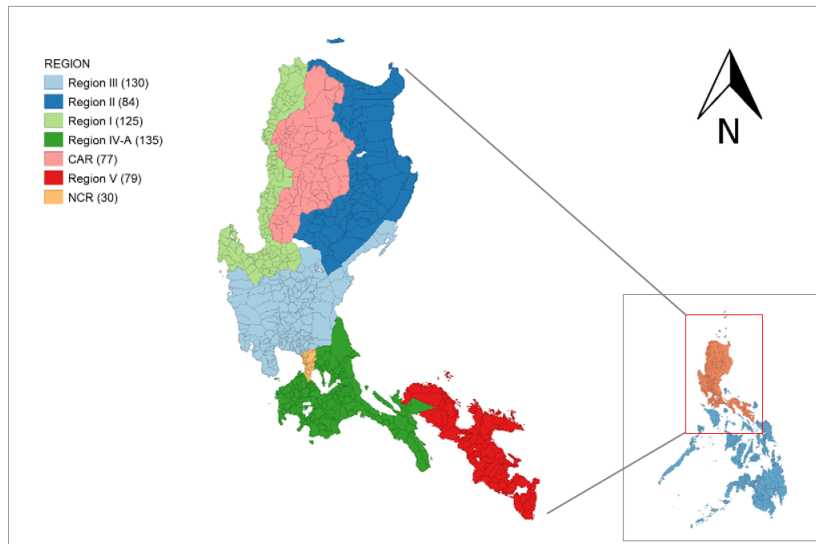 REGION
Region III (130)
Region II (84)
Region I (125)
Region IV-A (135)
CAR (77)
Region V (79)
NCR (30)
N